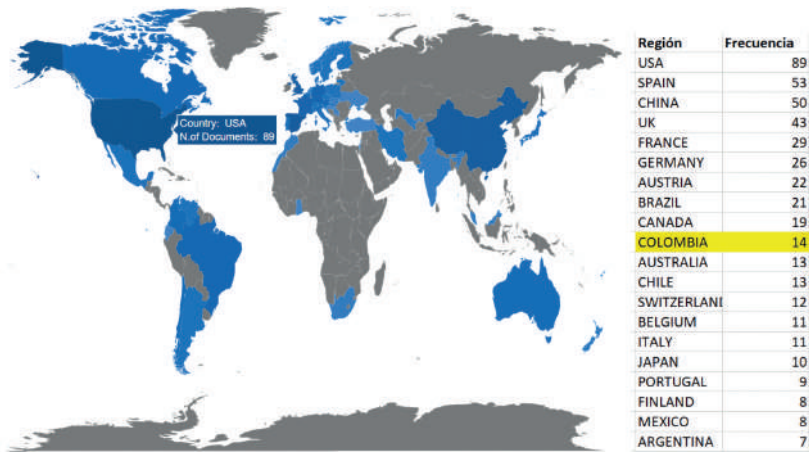 Country: USA
N.of Documents: 89
Región Frecuencia
USA 89
SPAIN 53
CHINA 50
UK 43
FRANCE 29
GERMANY 26
AUSTRIA 22
BRAZIL 21
CANADA 19
COLOMBIA 14
AUSTRALIA 13
CHILE 13
SWITZERLAND 12
BELGIUM 11
ITALY 11
JAPAN 10
PORTUGAL 9
FINLAND 8
MEXICO 8
ARGENTINA 7